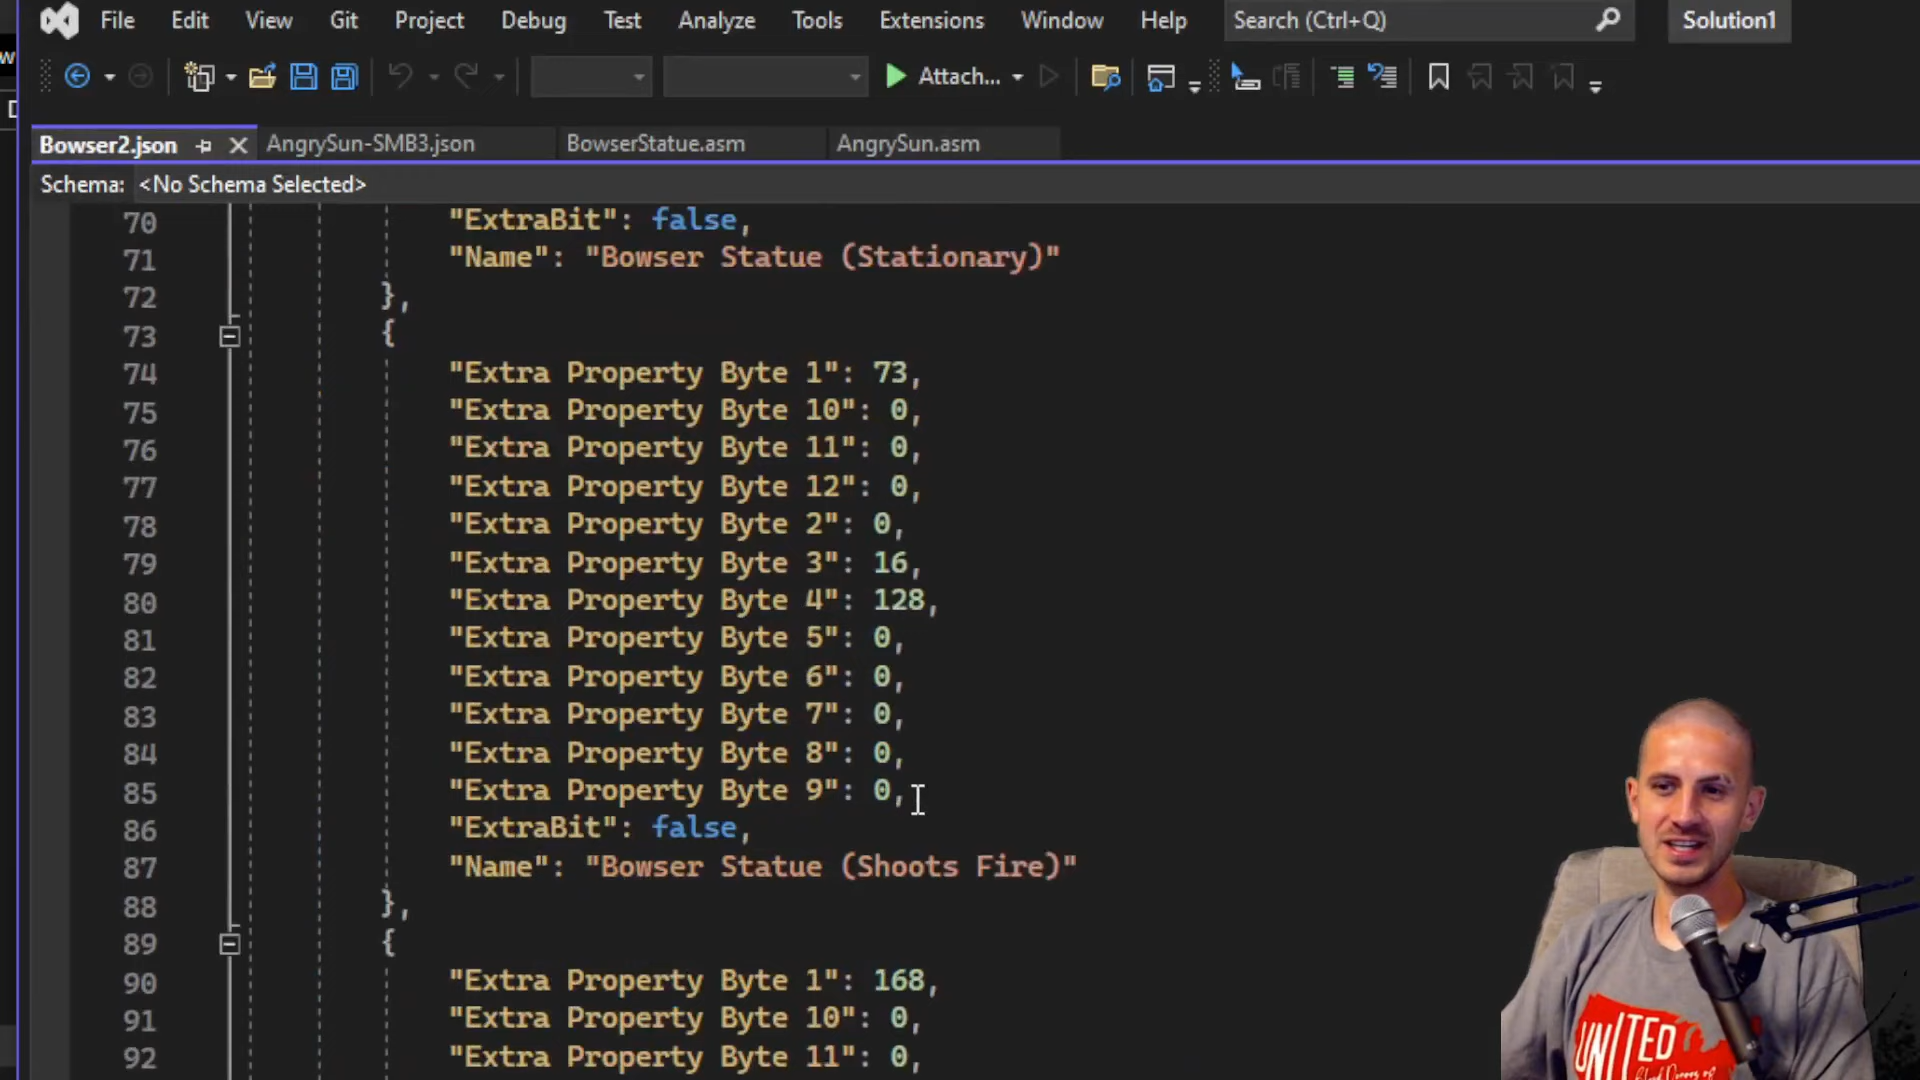 File Edit View Git Project Debug Test Analyze Tools Extensions Window Help Search (Ctrl+Q) Solution1
Attach...
Bowser2.json AngrySun-SMB3.json BowserStatue.asm AngrySun.asm
Schema: <No Schema Selected>
70 "ExtraBit": false,
71 "Name": "Bowser Statue (Stationary)"
72 },
73 {
74 "Extra Property Byte 1": 73,
75 "Extra Property Byte 10": 0,
76 "Extra Property Byte 11": 0,
77 "Extra Property Byte 12": 0,
78 "Extra Property Byte 2": 0,
79 "Extra Property Byte 3": 16,
80 "Extra Property Byte 4": 128,
81 "Extra Property Byte 5": 0,
82 "Extra Property Byte 6": 0,
83 "Extra Property Byte 7": 0,
84 "Extra Property Byte 8": 0,
85 "Extra Property Byte 9": 0,
86 "ExtraBit": false,
87 "Name": "Bowser Statue (Shoots Fire)"
88 },
89 {
90 "Extra Property Byte 1": 168,
91 "Extra Property Byte 10": 0,
92 "Extra Property Byte 11": 0,
UNITED
Blood Donors of